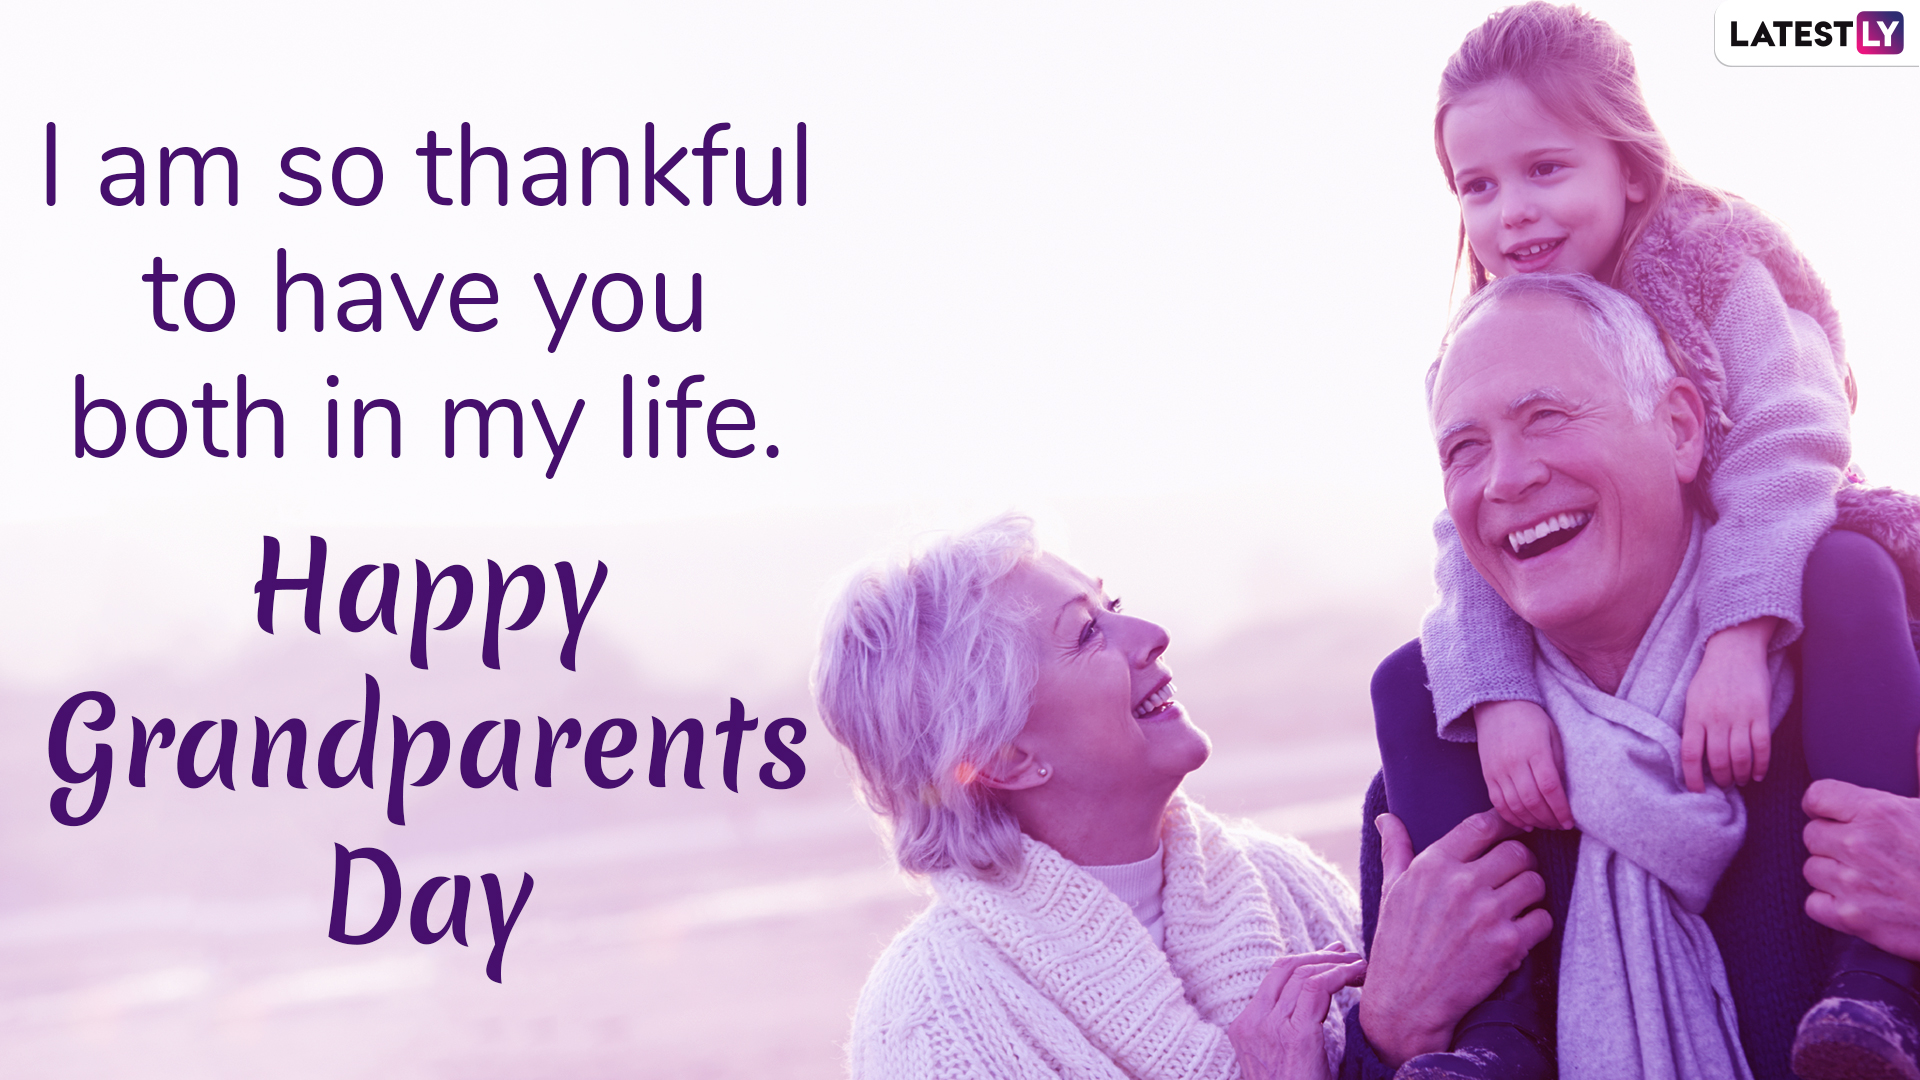 LATESTLY
I am so thankful
to have you
both in my life.
Happy
Grandparents
Day